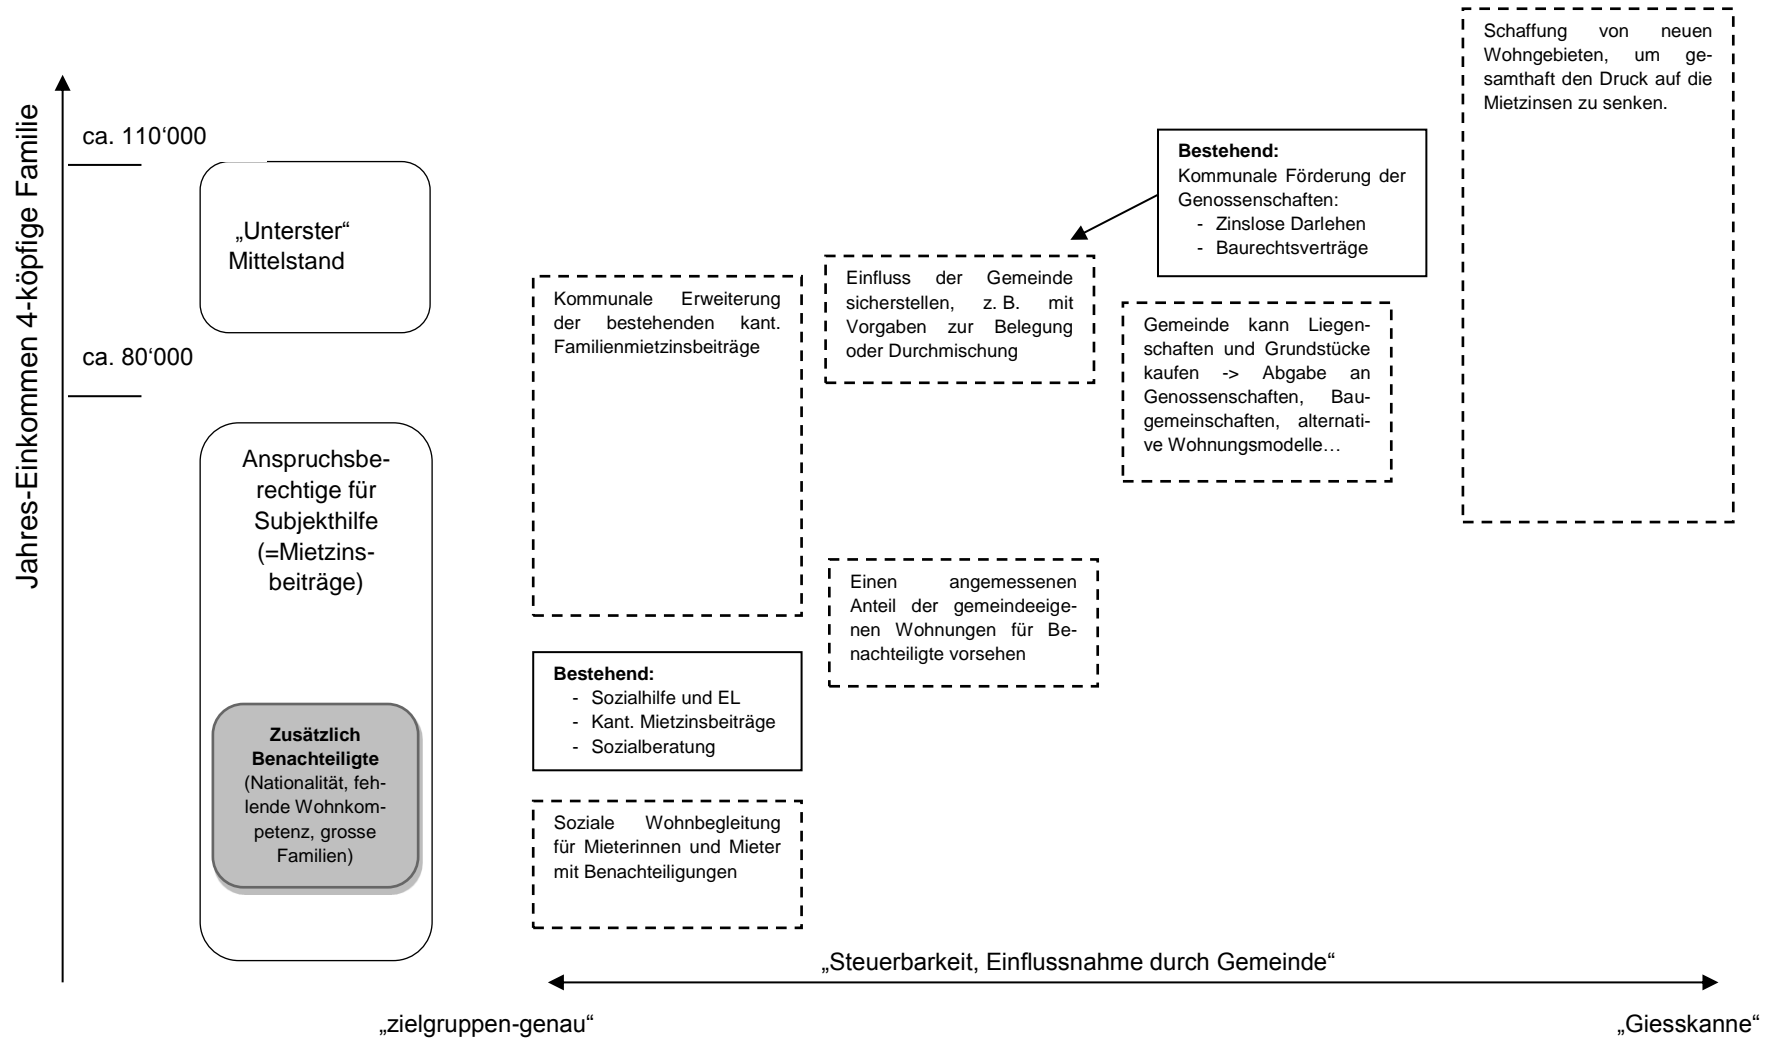 Jahres-Einkommen 4-köpfige Familie
ca. 110‘000
ca. 80‘000
„Unterster“
Mittelstand
Anspruchsbe-
rechtige für
Subjekthilfe
(=Mietzins-
beiträge)
Zusätzlich
Benachteiligte
(Nationalität, feh-
lende Wohnkom-
petenz, grosse
Familien)
Kommunale Erweiterung
der bestehenden kant.
Familienmietzinsbeiträge
Bestehend:
- Sozialhilfe und EL
- Kant. Mietzinsbeiträge
- Sozialberatung
Soziale Wohnbegleitung
für Mieterinnen und Mieter
mit Benachteiligungen
Einfluss der Gemeinde
sicherstellen, z. B. mit
Vorgaben zur Belegung
oder Durchmischung
Einen angemessenen
Anteil der gemeindeeige-
nen Wohnungen für Be-
nachteiligte vorsehen
Bestehend:
Kommunale Förderung der
Genossenschaften:
- Zinslose Darlehen
- Baurechtsverträge
Gemeinde kann Liegen-
schaften und Grundstücke
kaufen -> Abgabe an
Genossenschaften, Bau-
gemeinschaften, alternati-
ve Wohnungsmodelle…
Schaffung von neuen
Wohngebieten, um ge-
samthaft den Druck auf die
Mietzinsen zu senken.
„Steuerbarkeit, Einflussnahme durch Gemeinde“
„zielgruppen-genau“
„Giesskanne“